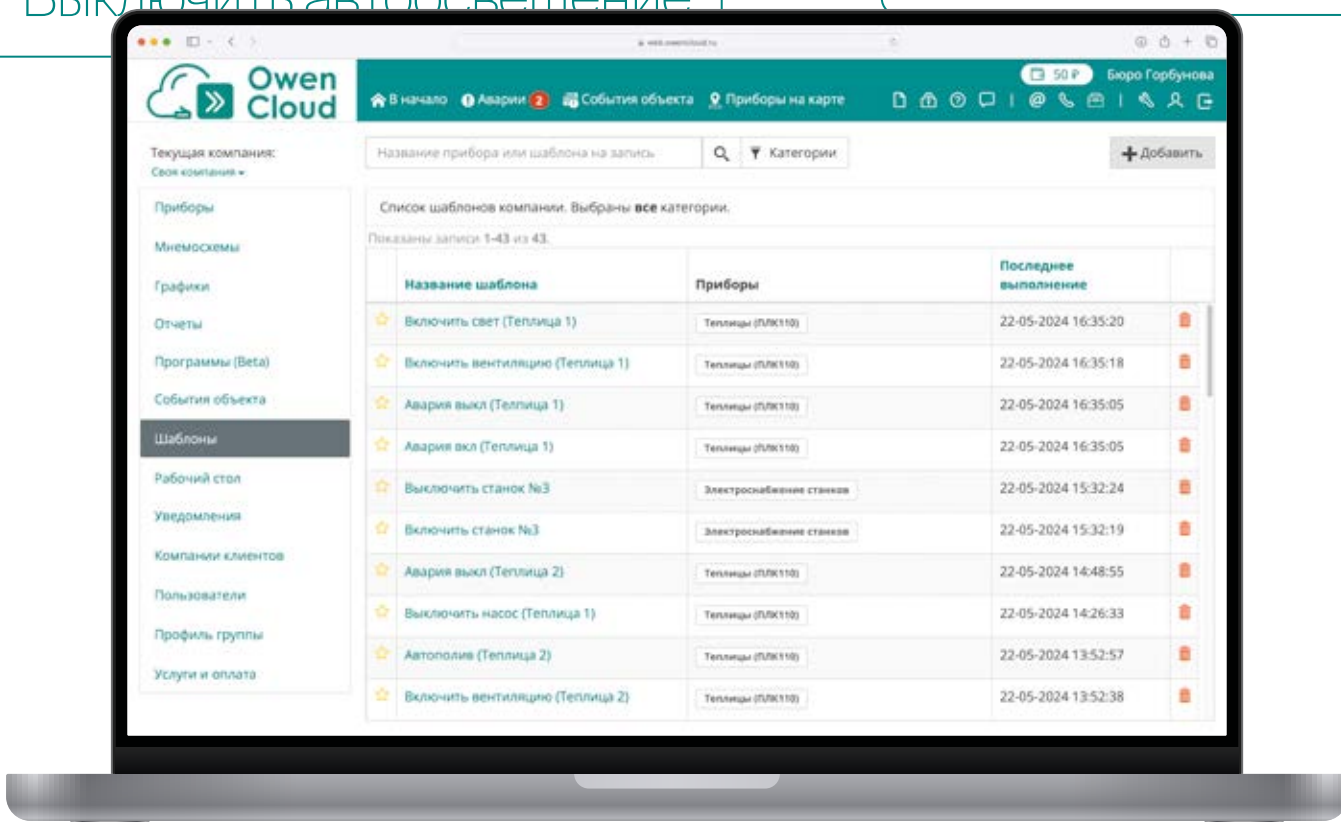 Выключить автоосвещение 1
web.owencloud.ru
Owen Cloud
50 ₽ Бюро Горбунова
В начало Аварии 2 События объекта Приборы на карте
Текущая компания:
Своя компания
Название прибора или шаблона на запись
Категории
Добавить
Приборы
Мнемосхемы
Графики
Отчеты
Программы (Beta)
События объекта
Шаблоны
Рабочий стол
Уведомления
Компании клиентов
Пользователи
Профиль группы
Услуги и оплата
Список шаблонов компании. Выбраны все категории.
Показаны записи 1-43 из 43.
Название шаблона Приборы Последнее выполнение
Включить свет (Теплица 1) Теплицы (ПЛК110) 22-05-2024 16:35:20
Включить вентиляцию (Теплица 1) Теплицы (ПЛК110) 22-05-2024 16:35:18
Авария выкл (Телпица 1) Теплицы (ПЛК110) 22-05-2024 16:35:05
Авария вкл (Теплица 1) Теплицы (ПЛК110) 22-05-2024 16:35:05
Выключить станок №3 Электроснабжение станков 22-05-2024 15:32:24
Включить станок №3 Электроснабжение станков 22-05-2024 15:32:19
Авария выкл (Теплица 2) Теплицы (ПЛК110) 22-05-2024 14:48:55
Выключить насос (Теплица 1) Теплицы (ПЛК110) 22-05-2024 14:26:33
Автополив (Теплица 2) Теплицы (ПЛК110) 22-05-2024 13:52:57
Включить вентиляцию (Теплица 2) Теплицы (ПЛК110) 22-05-2024 13:52:38